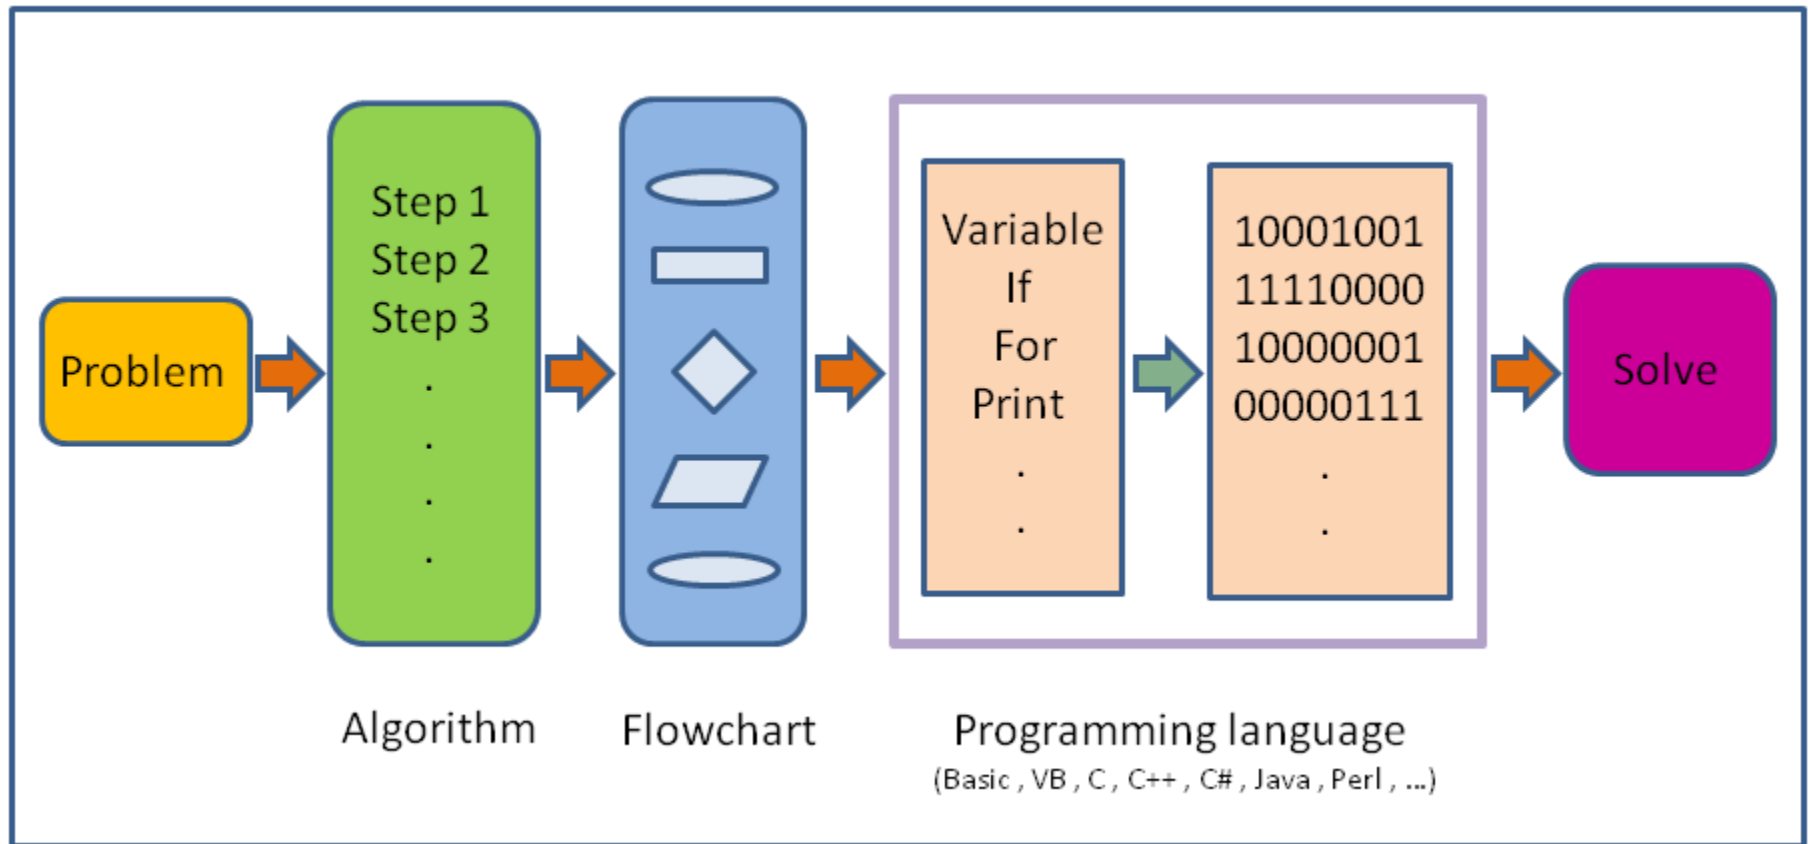 Problem
Step 1
Step 2
Step 3
.
.
.
.
Algorithm
Flowchart
Variable
If
For
Print
.
.
10001001
11110000
10000001
00000111
.
.
Programming language
(Basic , VB , C , C++ , C# , Java , Perl , ...)
Solve